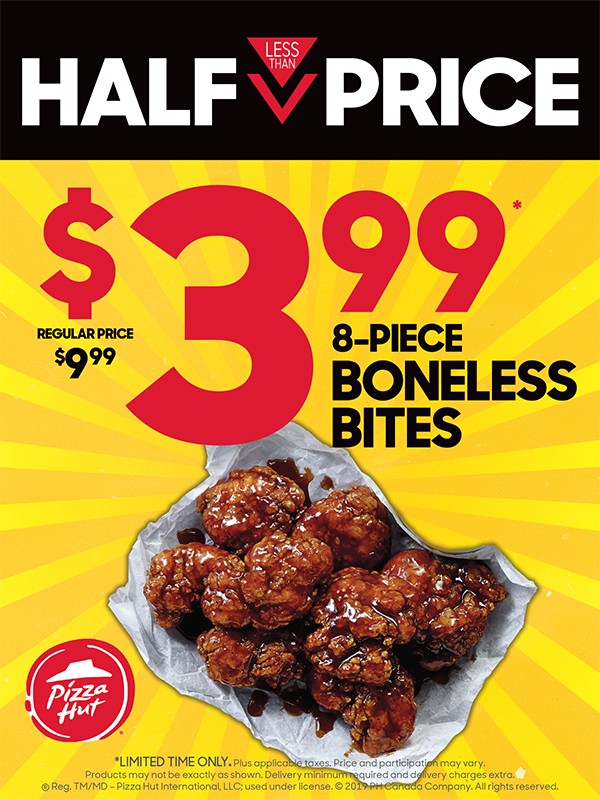 LESS
THAN
HALF PRICE
$3.99*
REGULAR PRICE
$9.99
8-PIECE
BONELESS
BITES
Pizza
Hut
*LIMITED TIME ONLY. Plus applicable taxes. Price and participation may vary.
Products may not be exactly as shown. Delivery minimum required and delivery charges extra.
® Reg. TM/MD – Pizza Hut International, LLC; used under license. © 2017 PH Canada Company. All rights reserved.